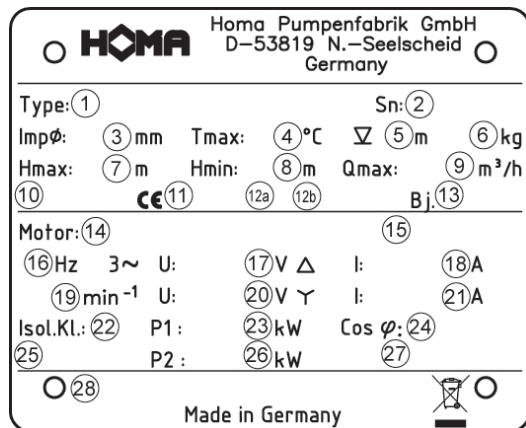 HOMA
Homa Pumpenfabrik GmbH
D-53819 N.-Seelscheid
Germany
Type: 1 Sn: 2
Impø: 3 mm Tmax: 4 °C 5 m 6 kg
Hmax: 7 m Hmin: 8 m Qmax: 9 m³/h
10 CE 11 12a 12b Bj. 13
Motor: 14 15
16 Hz 3~ U: 17 V △ I: 18 A
19 min⁻¹ U: 20 V Y I: 21 A
Isol.Kl.: 22 P1: 23 kW Cos φ: 24
25 P2: 26 kW 27
28
Made in Germany